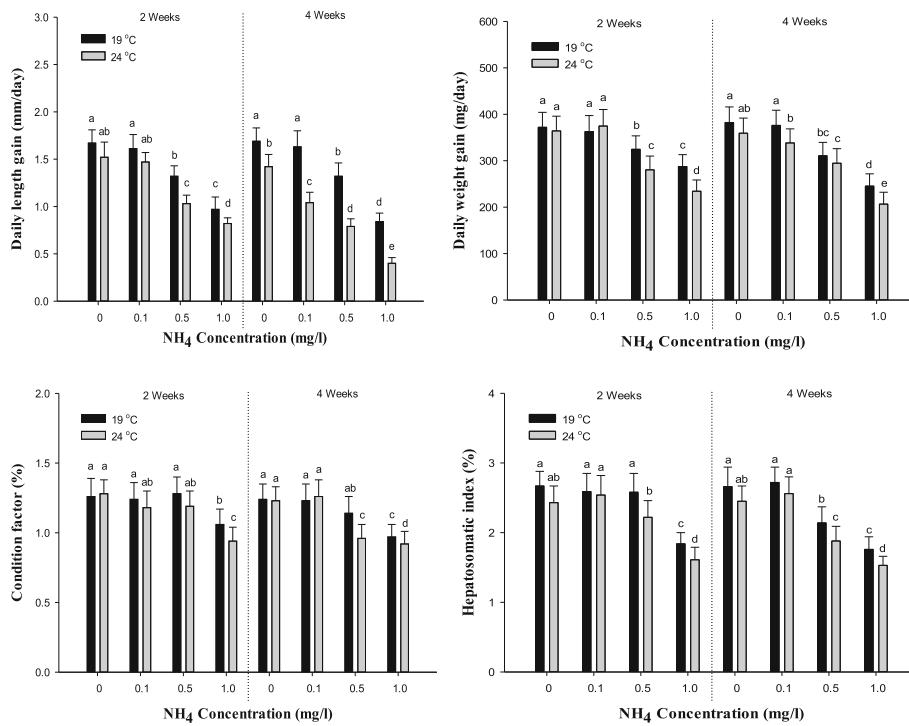 2 Weeks 4 Weeks
19 °C
24 °C
Daily length gain (mm/day)
3.0
2.5
2.0
1.5
1.0
0.5
0.0
a ab a ab b c c d a b a c b d c e
0 0.1 0.5 1.0 0 0.1 0.5 1.0
NH4 Concentration (mg/l)
2 Weeks 4 Weeks
19 °C
24 °C
Daily weight gain (mg/day)
600
500
400
300
200
100
0
a a a a b c c d a ab a b bc c d e
0 0.1 0.5 1.0 0 0.1 0.5 1.0
NH4 Concentration (mg/l)
2 Weeks 4 Weeks
19 °C
24 °C
Condition factor (%)
2.0
1.5
1.0
0.5
0.0
a a a ab a ab b c a a a a ab c c d
0 0.1 0.5 1.0 0 0.1 0.5 1.0
NH4 Concentration (mg/l)
2 Weeks 4 Weeks
19 °C
24 °C
Hepatosomatic index (%)
4
3
2
1
0
a ab a a a b c d a ab a a b c c d
0 0.1 0.5 1.0 0 0.1 0.5 1.0
NH4 Concentration (mg/l)